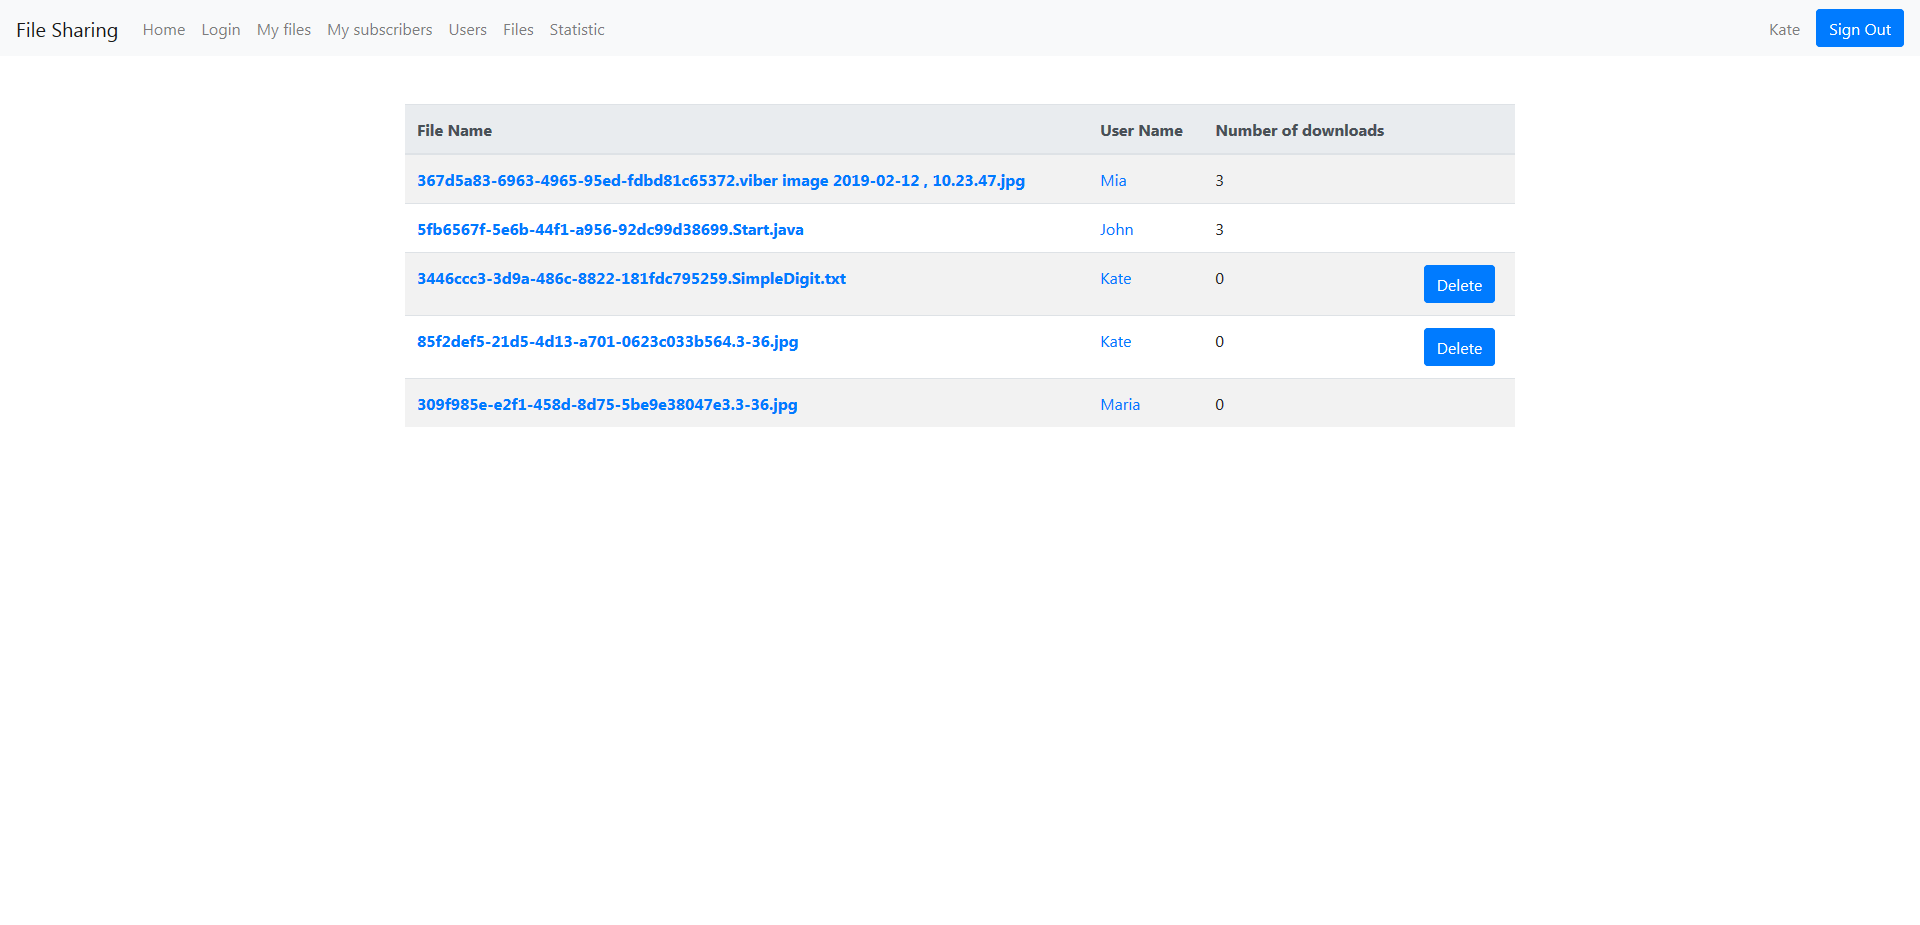 File Sharing Home Login My files My subscribers Users Files Statistic Kate Sign Out
File Name User Name Number of downloads
367d5a83-6963-4965-95ed-fdbd81c65372.viber image 2019-02-12 , 10.23.47.jpg Mia 3
5fb6567f-5e6b-44f1-a956-92dc99d38699.Start.java John 3
3446ccc3-3d9a-486c-8822-181fdc795259.SimpleDigit.txt Kate 0 Delete
85f2def5-21d5-4d13-a701-0623c033b564.3-36.jpg Kate 0 Delete
309f985e-e2f1-458d-8d75-5be9e38047e3.3-36.jpg Maria 0